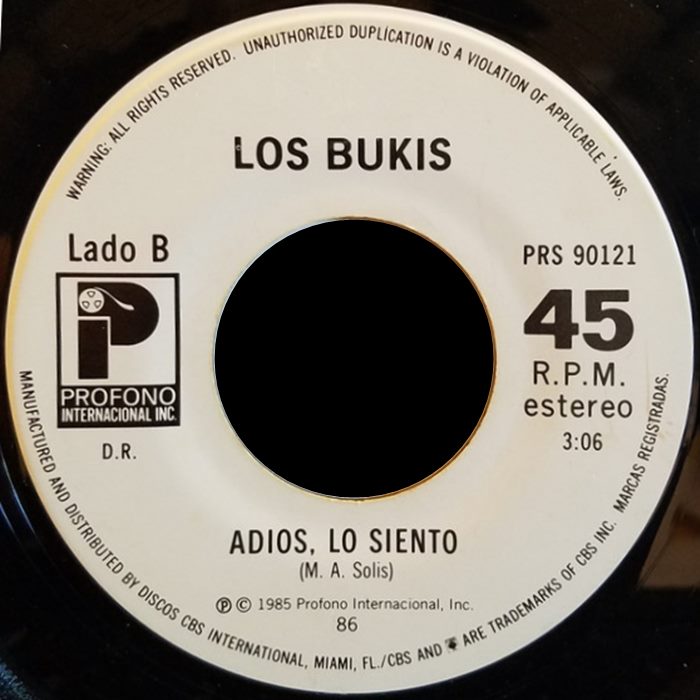 WARNING: ALL RIGHTS RESERVED. UNAUTHORIZED DUPLICATION IS A VIOLATION OF APPLICABLE LAWS.
LOS BUKIS
Lado B
PROFONO
INTERNACIONAL INC.
D.R.
PRS 90121
45
R.P.M.
estereo
3:06
ADIOS, LO SIENTO
(M. A. Solis)
Ⓟ © 1985 Profono Internacional, Inc.
86
MANUFACTURED AND DISTRIBUTED BY DISCOS CBS INTERNATIONAL, MIAMI, FL./CBS AND ARE TRADEMARKS OF CBS INC. MARCAS REGISTRADAS.